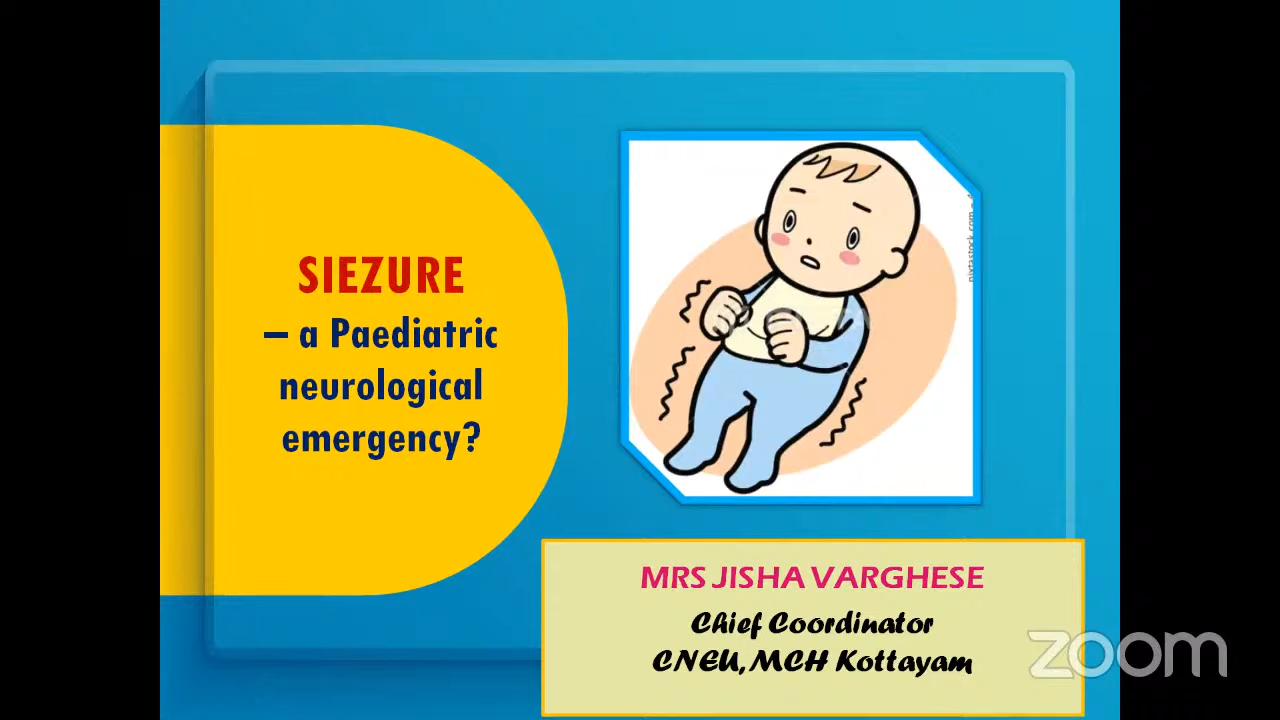 SIEZURE
– a Paediatric
neurological
emergency?
MRS JISHA VARGHESE
Chief Coordinator
CNEU, MCH Kottayam
zoom